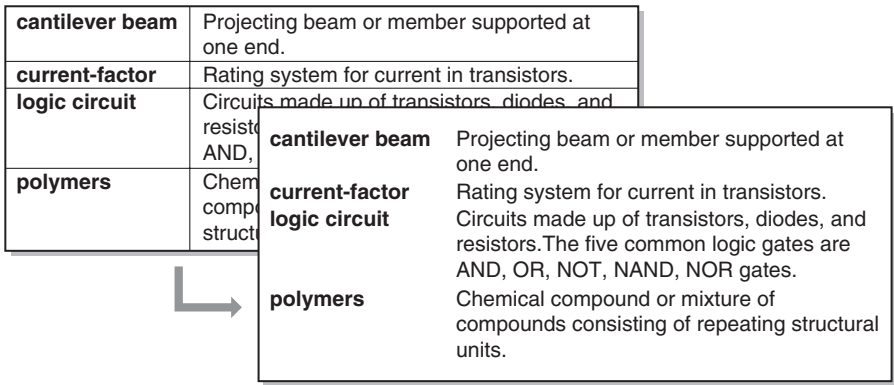 cantilever beam Projecting beam or member supported at
one end.
current-factor Rating system for current in transistors.
logic circuit Circuits made up of transistors, diodes, and
AND,
polymers
cantilever beam Projecting beam or member supported at
one end.
current-factor Rating system for current in transistors.
logic circuit Circuits made up of transistors, diodes, and
resistors.The five common logic gates are
AND, OR, NOT, NAND, NOR gates.
polymers Chemical compound or mixture of
compounds consisting of repeating structural
units.